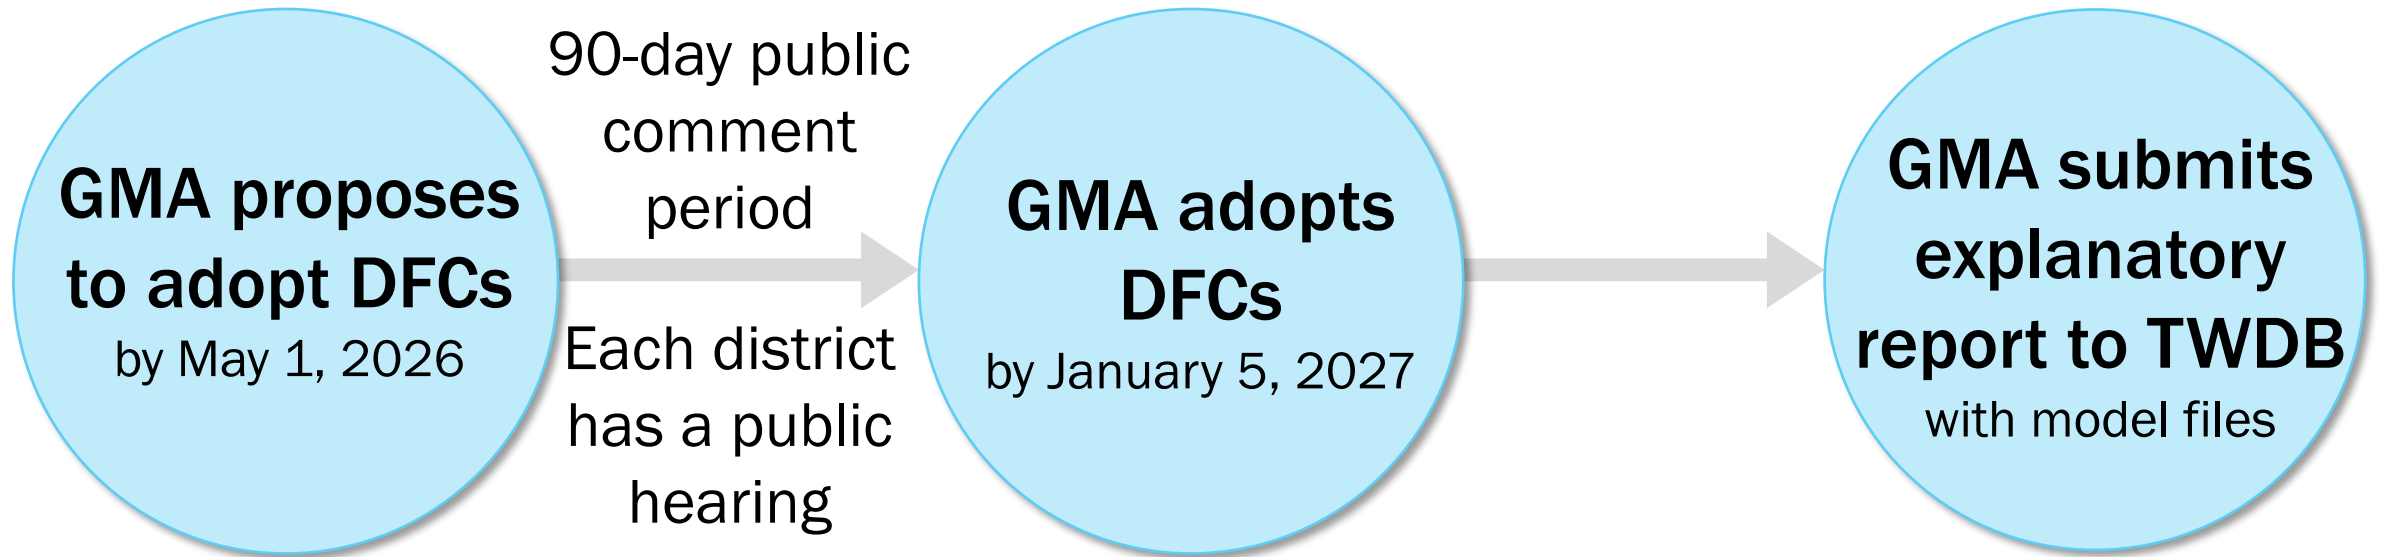 GMA proposes
to adopt DFCs
by May 1, 2026
90-day public
comment
period
Each district
has a public
hearing
GMA adopts
DFCs
by January 5, 2027
GMA submits
explanatory
report to TWDB
with model files